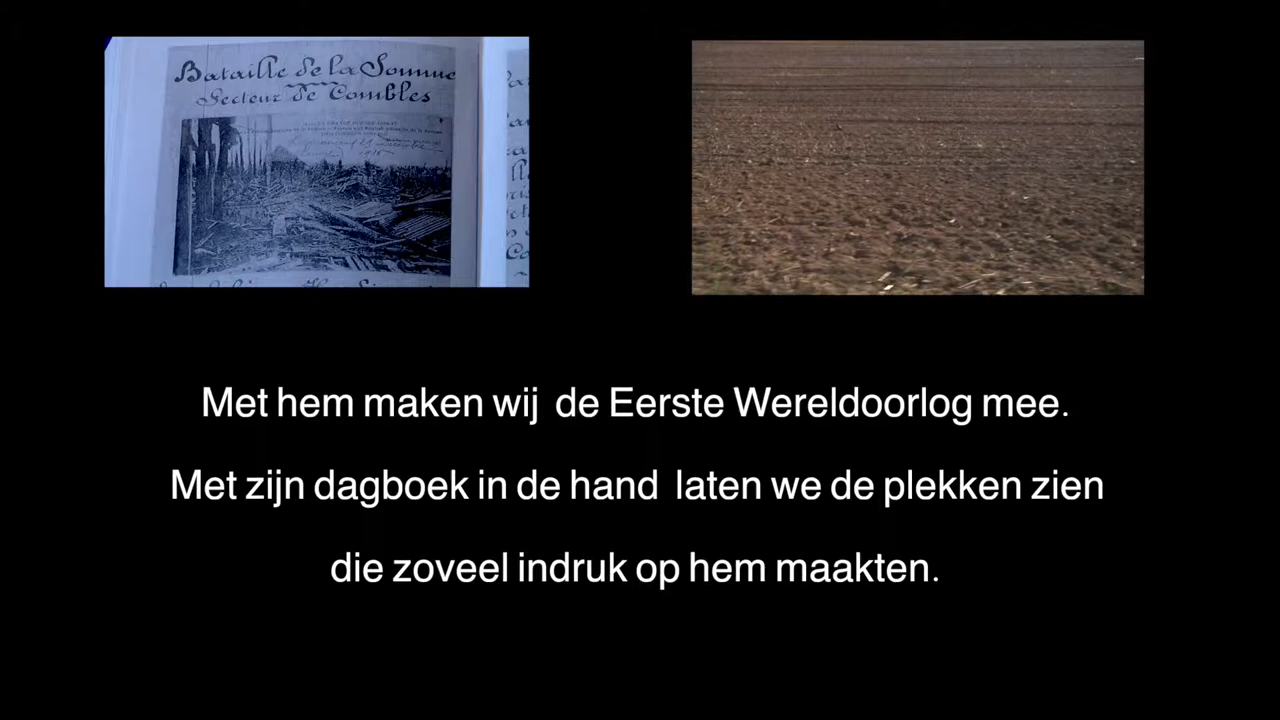 Bataille de la Somme
Secteur de Combles
Met hem maken wij de Eerste Wereldoorlog mee.
Met zijn dagboek in de hand laten we de plekken zien
die zoveel indruk op hem maakten.